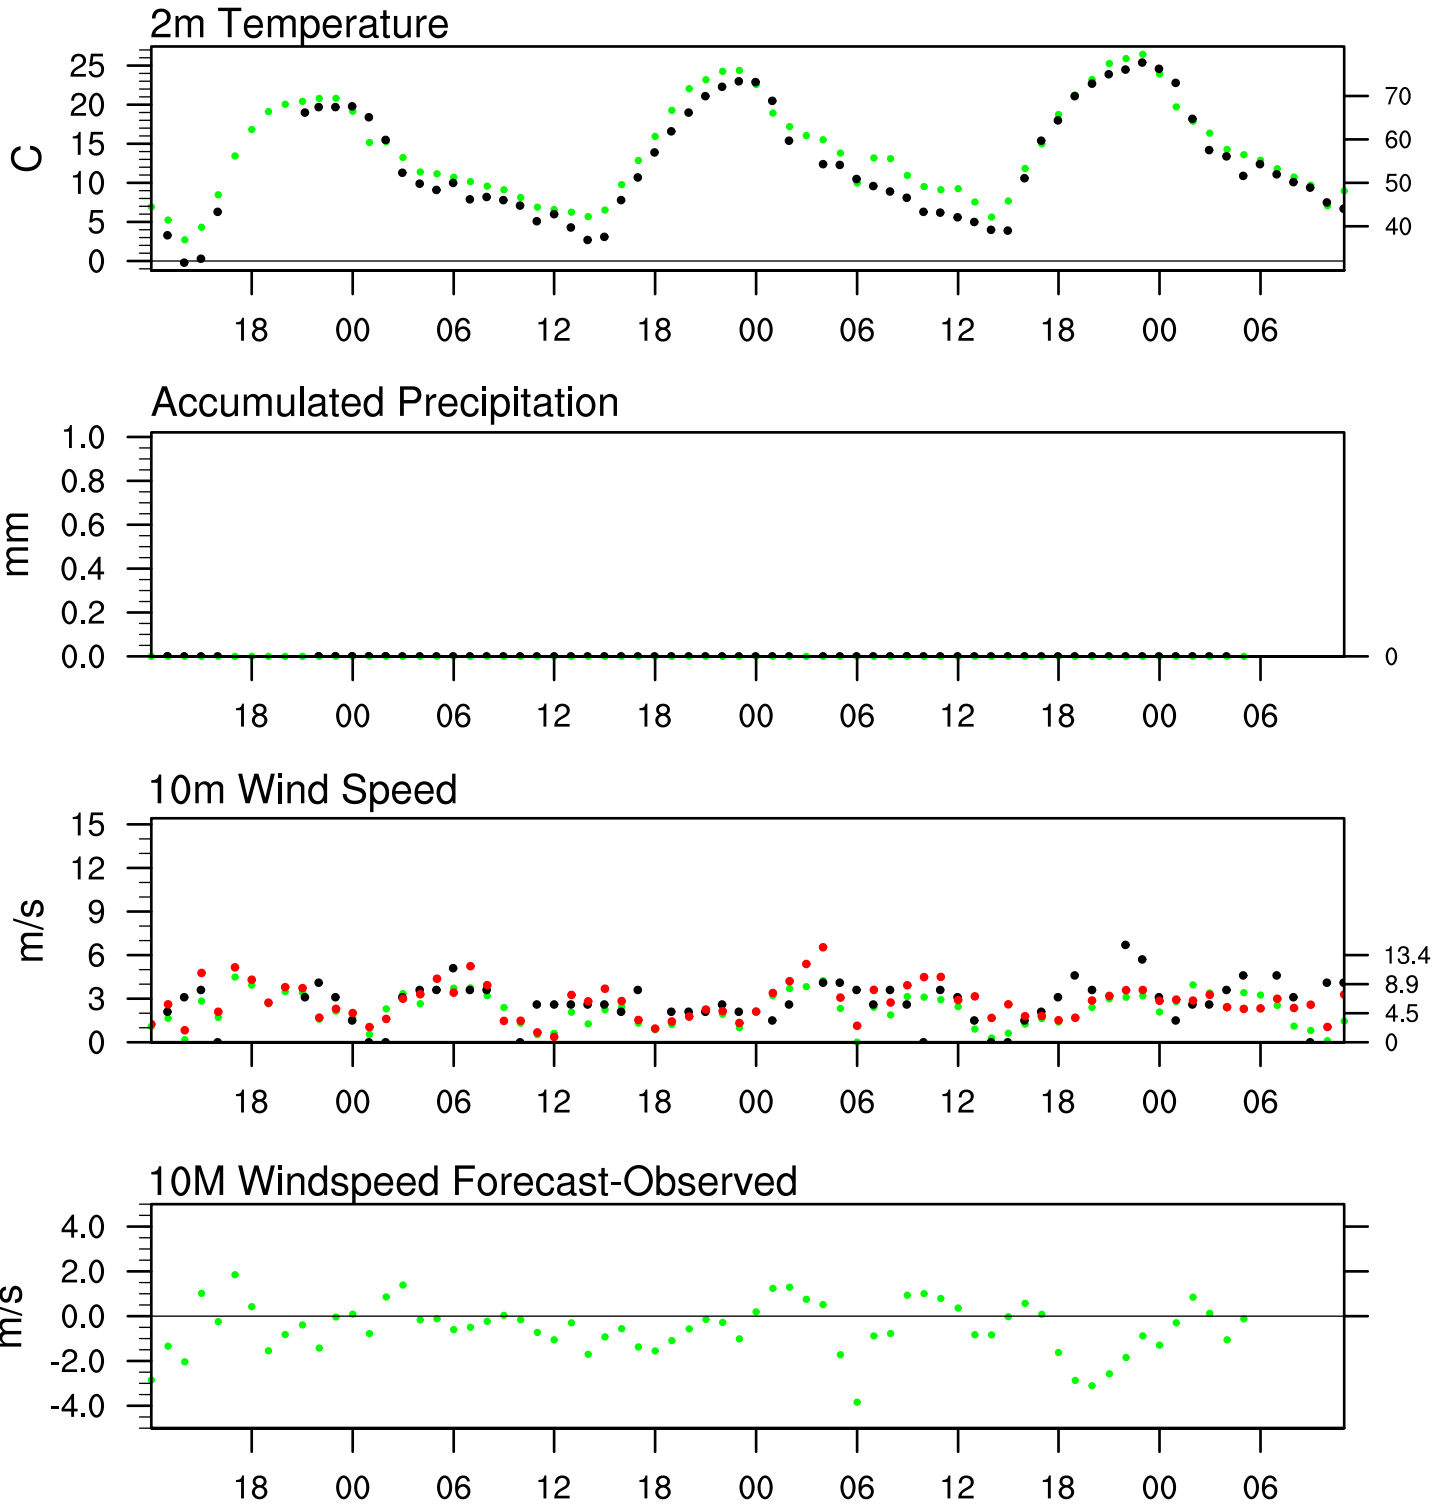 2m Temperature
25
20
15
10
5
0
C
70
60
50
40
18 00 06 12 18 00 06 12 18 00 06
Accumulated Precipitation
1.0
0.8
0.6
0.4
0.2
0.0
mm
0
18 00 06 12 18 00 06 12 18 00 06
10m Wind Speed
15
12
9
6
3
0
m/s
13.4
8.9
4.5
0
18 00 06 12 18 00 06 12 18 00 06
10M Windspeed Forecast-Observed
4.0
2.0
0.0
-2.0
-4.0
m/s
18 00 06 12 18 00 06 12 18 00 06